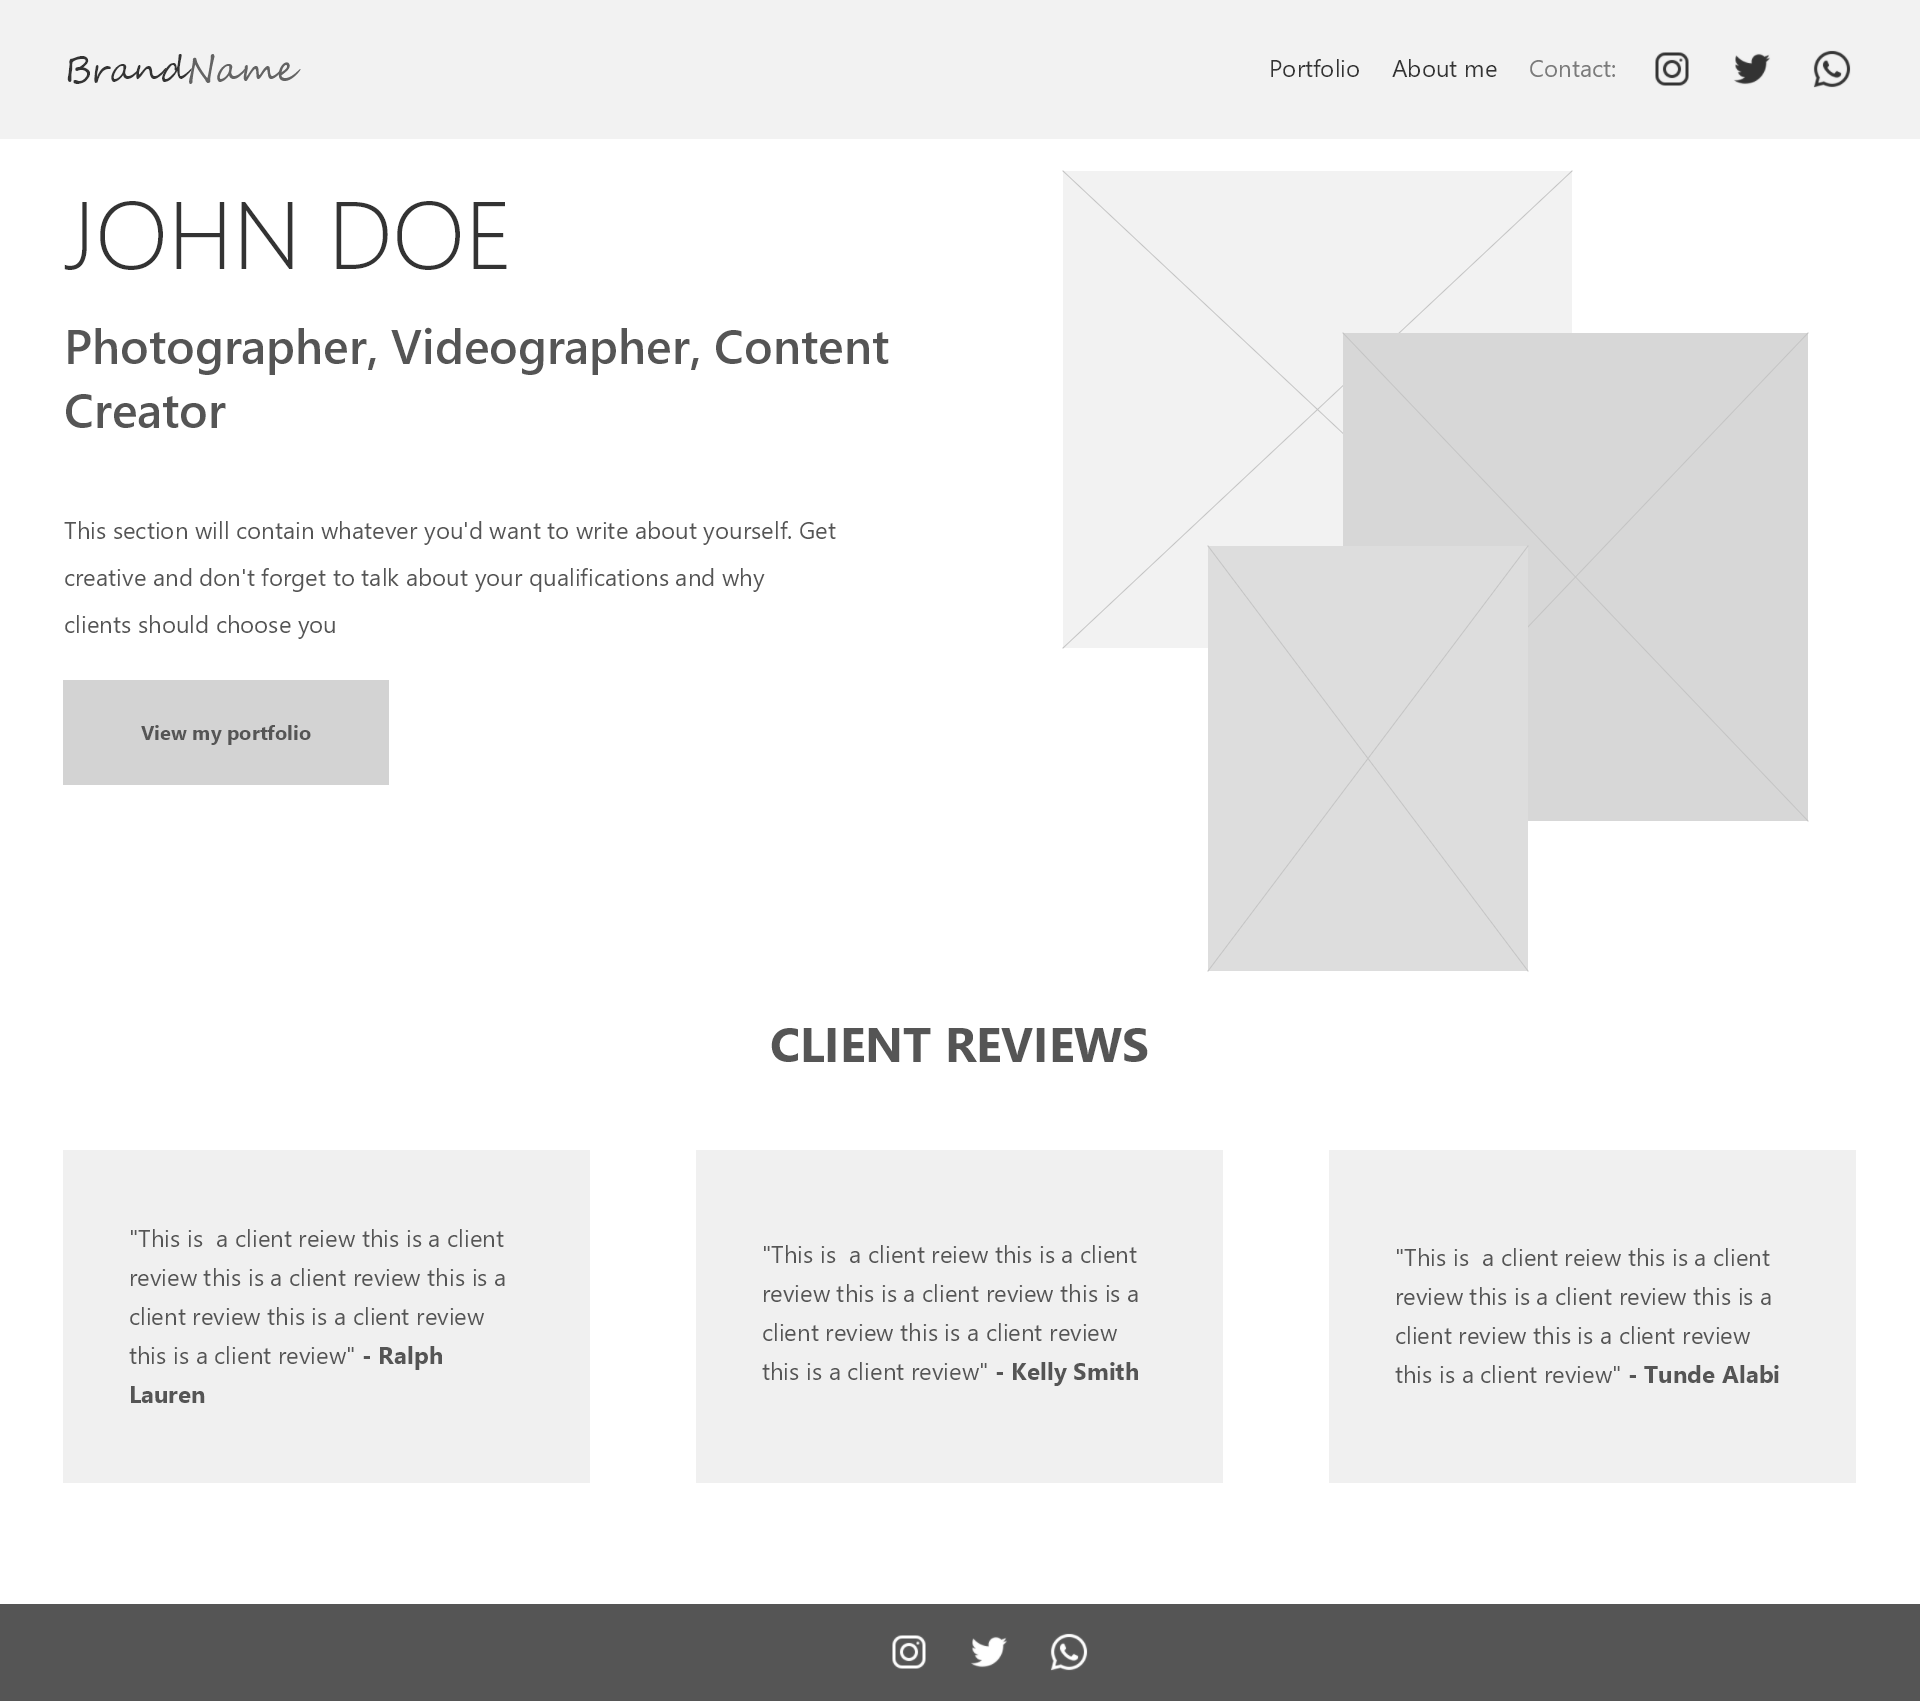 BrandName
Portfolio About me Contact:
JOHN DOE
Photographer, Videographer, Content
Creator
This section will contain whatever you'd want to write about yourself. Get
creative and don't forget to talk about your qualifications and why
clients should choose you
View my portfolio
CLIENT REVIEWS
"This is  a client reiew this is a client
review this is a client review this is a
client review this is a client review
this is a client review" - Ralph
Lauren
"This is  a client reiew this is a client
review this is a client review this is a
client review this is a client review
this is a client review" - Kelly Smith
"This is  a client reiew this is a client
review this is a client review this is a
client review this is a client review
this is a client review" - Tunde Alabi